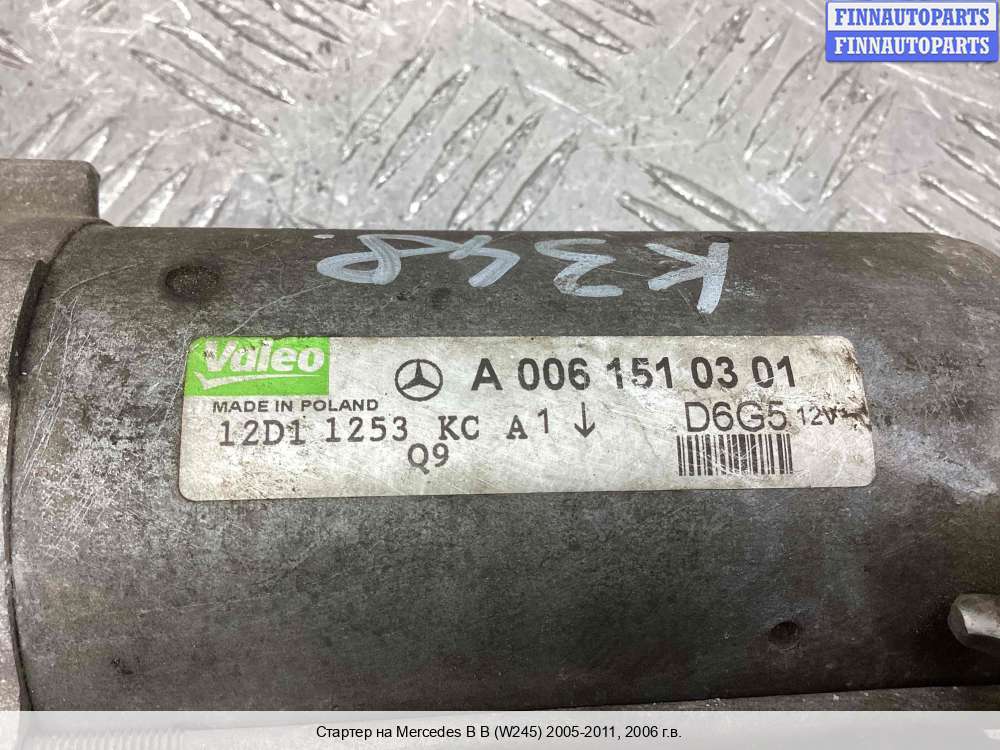 FINNAUTOPARTS
FINNAUTOPARTS
K348
Valeo
A 006 151 03 01
MADE IN POLAND
D6G5 12V
12D1 1253 KC A1 ↓
Q9
Стартер на Mercedes B B (W245) 2005-2011, 2006 г.в.